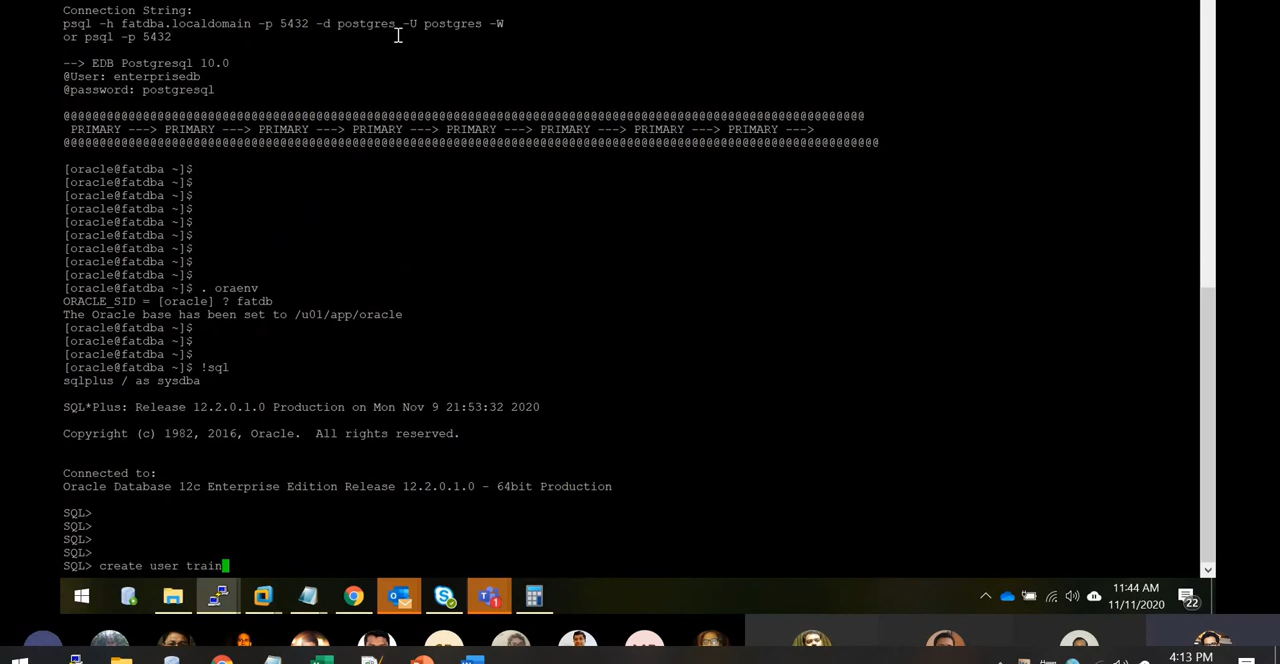 Connection String:
psql -h fatdba.localdomain -p 5432 -d postgres -U postgres -W
or psql -p 5432
--> EDB Postgresql 10.0
@User: enterprisedb
@password: postgresql
@@@@@@@@@@@@@@@@@@@@@@@@@@@@@@@@@@@@@@@@@@@@@@@@@@@@@@@@@@@@@@@@@@@@@@@@@@@@@@@@@@@@@@@@@@@@@@@@@@@@@@@@@@@@@@@
PRIMARY ---> PRIMARY ---> PRIMARY ---> PRIMARY ---> PRIMARY ---> PRIMARY ---> PRIMARY ---> PRIMARY --->
@@@@@@@@@@@@@@@@@@@@@@@@@@@@@@@@@@@@@@@@@@@@@@@@@@@@@@@@@@@@@@@@@@@@@@@@@@@@@@@@@@@@@@@@@@@@@@@@@@@@@@@@@@@@@@@@@
[oracle@fatdba ~]$
[oracle@fatdba ~]$
[oracle@fatdba ~]$
[oracle@fatdba ~]$
[oracle@fatdba ~]$
[oracle@fatdba ~]$
[oracle@fatdba ~]$
[oracle@fatdba ~]$
[oracle@fatdba ~]$
[oracle@fatdba ~]$ . oraenv
ORACLE_SID = [oracle] ? fatdb
The Oracle base has been set to /u01/app/oracle
[oracle@fatdba ~]$
[oracle@fatdba ~]$
[oracle@fatdba ~]$
[oracle@fatdba ~]$ !sql
sqlplus / as sysdba
SQL*Plus: Release 12.2.0.1.0 Production on Mon Nov 9 21:53:32 2020
Copyright (c) 1982, 2016, Oracle.  All rights reserved.
Connected to:
Oracle Database 12c Enterprise Edition Release 12.2.0.1.0 - 64bit Production
SQL>
SQL>
SQL>
SQL>
SQL> create user train
11:44 AM
11/11/2020
22
1
4:13 PM